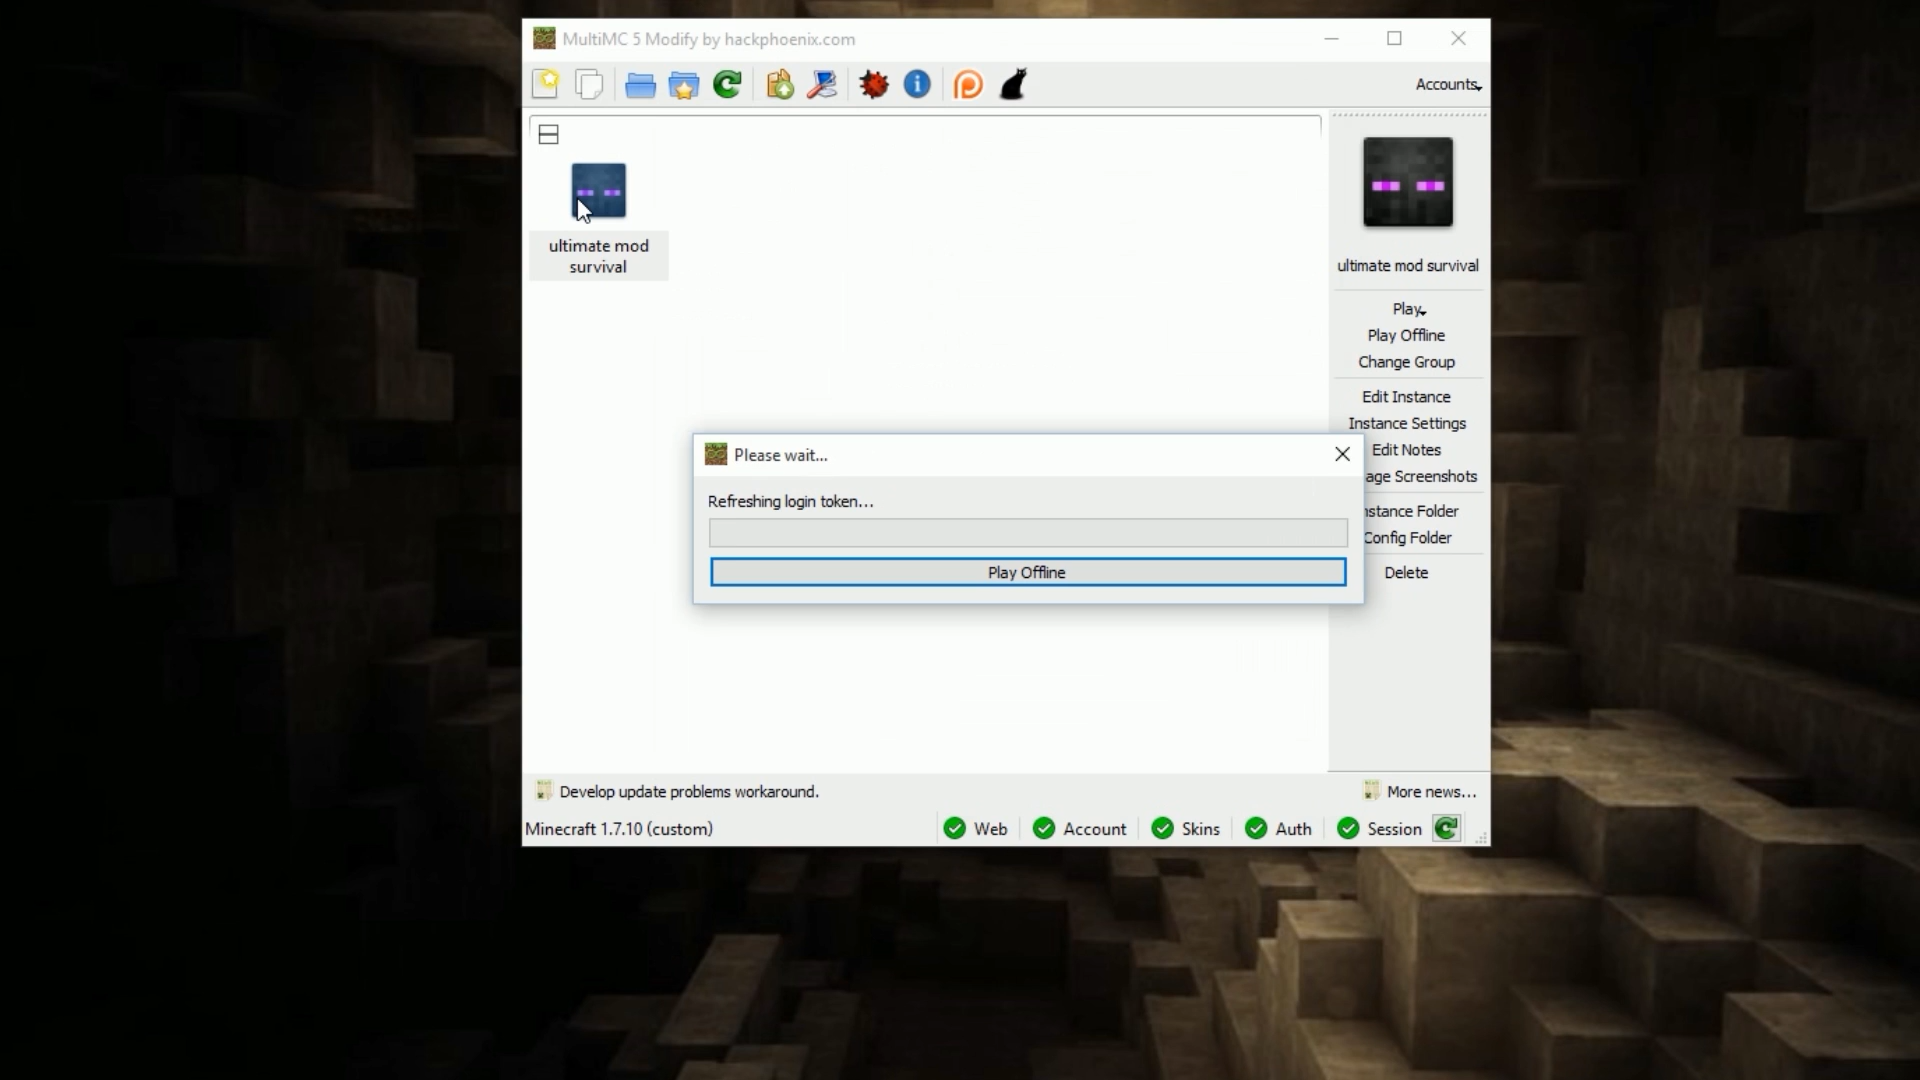 MultiMC 5 Modify by hackphoenix.com
Accounts
ultimate mod
survival
ultimate mod survival
Play
Play Offline
Change Group
Edit Instance
Instance Settings
Edit Notes
age Screenshots
nstance Folder
Config Folder
Delete
Please wait...
Refreshing login token...
Play Offline
Develop update problems workaround.
More news...
Minecraft 1.7.10 (custom)
Web
Account
Skins
Auth
Session